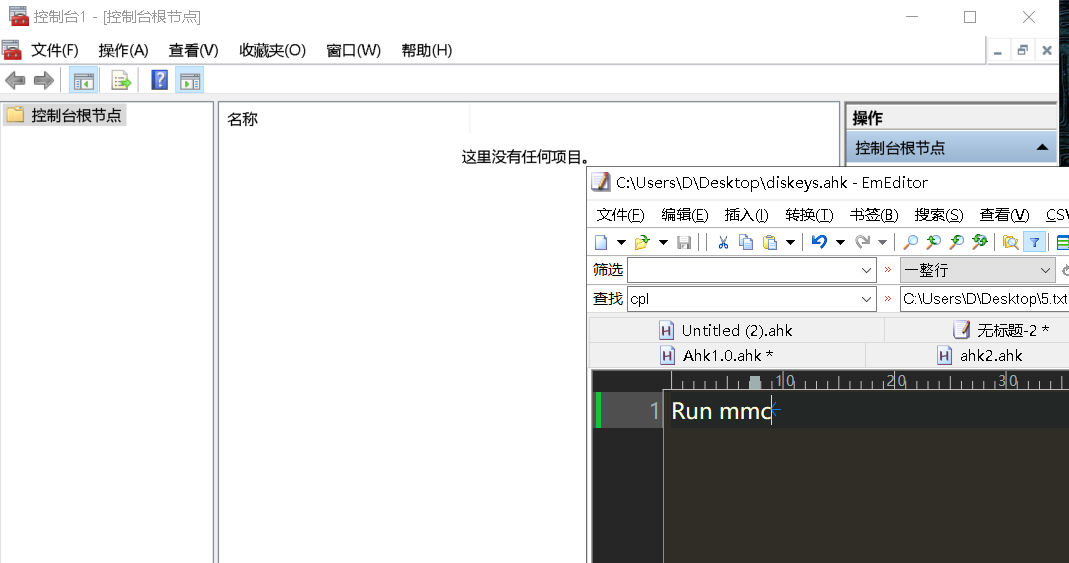 控制台1 - [控制台根节点]
文件(F) 操作(A) 查看(V) 收藏夹(O) 窗口(W) 帮助(H)
控制台根节点
名称
这里没有任何项目。
操作
控制台根节点
C:\Users\D\Desktop\diskeys.ahk - EmEditor
文件(F) 编辑(E) 插入(I) 转换(T) 书签(B) 搜索(S) 查看(V)
筛选 一整行
查找 cpl C:\Users\D\Desktop\5.txt
Untitled (2).ahk 无标题-2 *
Ahk1.0.ahk * ahk2.ahk
10 20 30
1 Run mmc